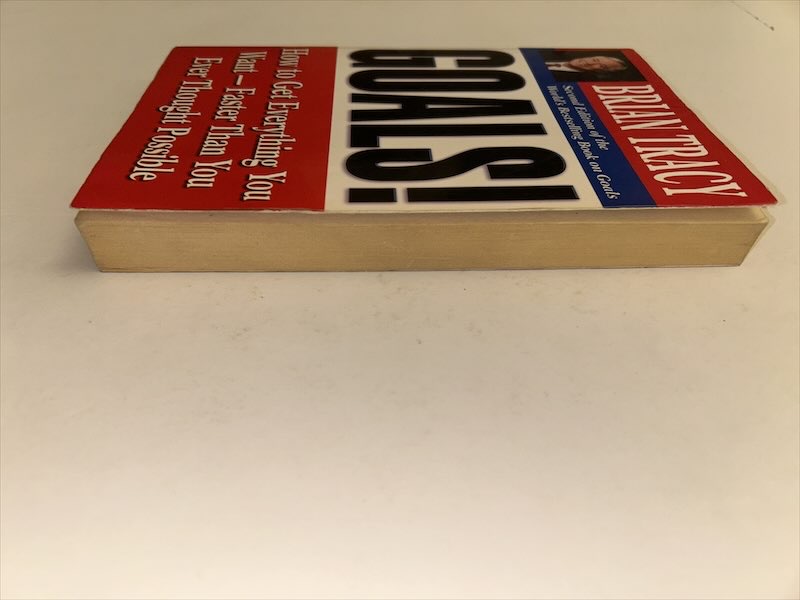 BRIAN TRACY
Second Edition of the
World's Bestselling Book on Goals
GOALS!
How to Get Everything You
Want—Faster Than You
Ever Thought Possible